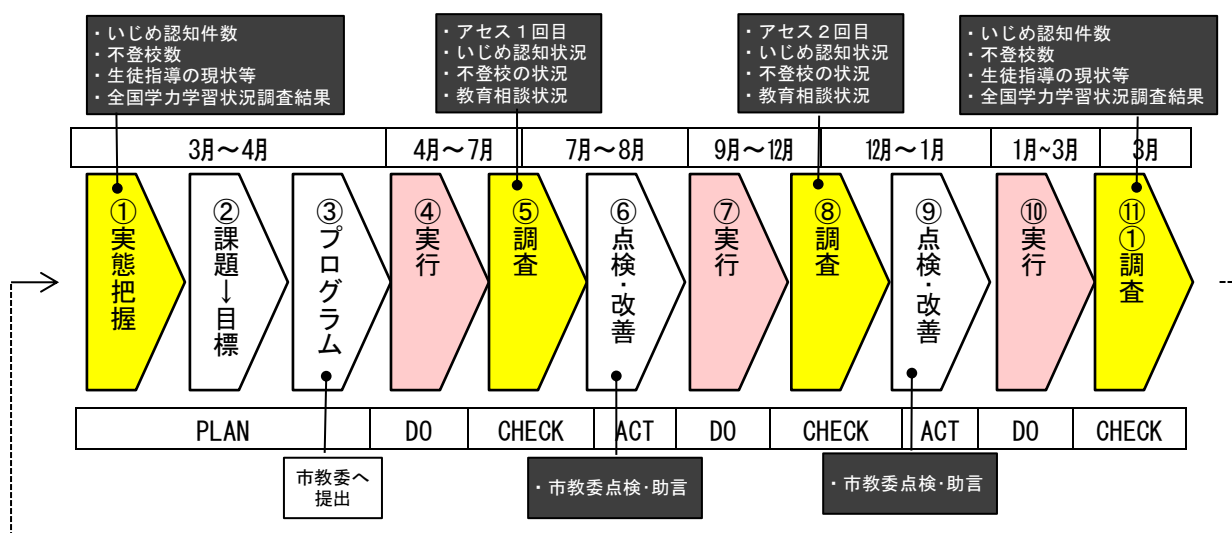 ・いじめ認知件数
・不登校数
・生徒指導の現状等
・全国学力学習状況調査結果
・アセス１回目
・いじめ認知状況
・不登校の状況
・教育相談状況
・アセス２回目
・いじめ認知状況
・不登校の状況
・教育相談状況
・いじめ認知件数
・不登校数
・生徒指導の現状等
・全国学力学習状況調査結果
3月～4月
4月～7月
7月～8月
9月～12月
12月～1月
1月~3月
3月
①実態把握
②課題→目標
③プログラム
④実行
⑤調査
⑥点検・改善
⑦実行
⑧調査
⑨点検・改善
⑩実行
⑪①調査
PLAN
DO
CHECK
ACT
DO
CHECK
ACT
DO
CHECK
市教委へ
提出
・市教委点検・助言
・市教委点検・助言